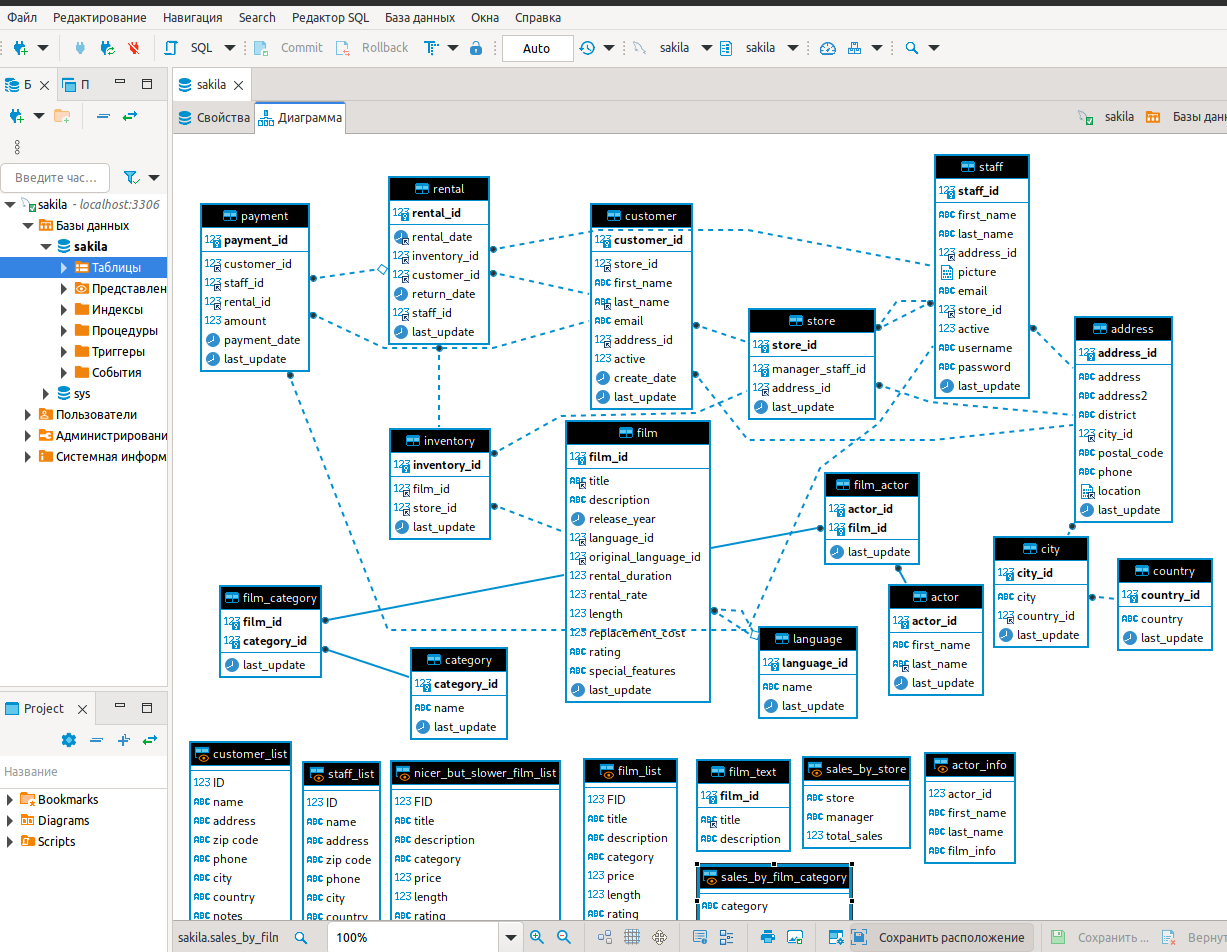 Файл Редактирование Навигация Search Редактор SQL База данных Окна Справка
SQL Commit Rollback Auto sakila sakila
Б П
sakila
Свойства Диаграмма sakila Базы дан
Введите час...
sakila - localhost:3306
Базы данных
sakila
Таблицы
Представлен
Индексы
Процедуры
Триггеры
События
sys
Пользователи
Администрировани
Системная информ
Project
Название
Bookmarks
Diagrams
Scripts
payment
payment_id
customer_id
staff_id
rental_id
amount
payment_date
last_update
rental
rental_id
rental_date
inventory_id
customer_id
return_date
staff_id
last_update
customer
customer_id
store_id
first_name
last_name
email
address_id
active
create_date
last_update
staff
staff_id
first_name
last_name
address_id
picture
email
store_id
active
username
password
last_update
store
store_id
manager_staff_id
address_id
last_update
address
address_id
address
address2
district
city_id
postal_code
phone
location
last_update
inventory
inventory_id
film_id
store_id
last_update
film
film_id
title
description
release_year
language_id
original_language_id
rental_duration
rental_rate
length
replacement_cost
rating
special_features
last_update
film_actor
actor_id
film_id
last_update
city
city_id
city
country_id
last_update
country
country_id
country
last_update
actor
actor_id
first_name
last_name
last_update
film_category
film_id
category_id
last_update
category
category_id
name
last_update
language
language_id
name
last_update
customer_list
ID
name
address
zip code
phone
city
country
notes
staff_list
ID
name
address
zip code
phone
city
country
nicer_but_slower_film_list
FID
title
description
category
price
length
rating
film_list
FID
title
description
category
price
length
rating
film_text
film_id
title
description
sales_by_store
store
manager
total_sales
actor_info
actor_id
first_name
last_name
film_info
sales_by_film_category
category
sakila.sales_by_film 100% Сохранить расположение Сохранить ... Верну